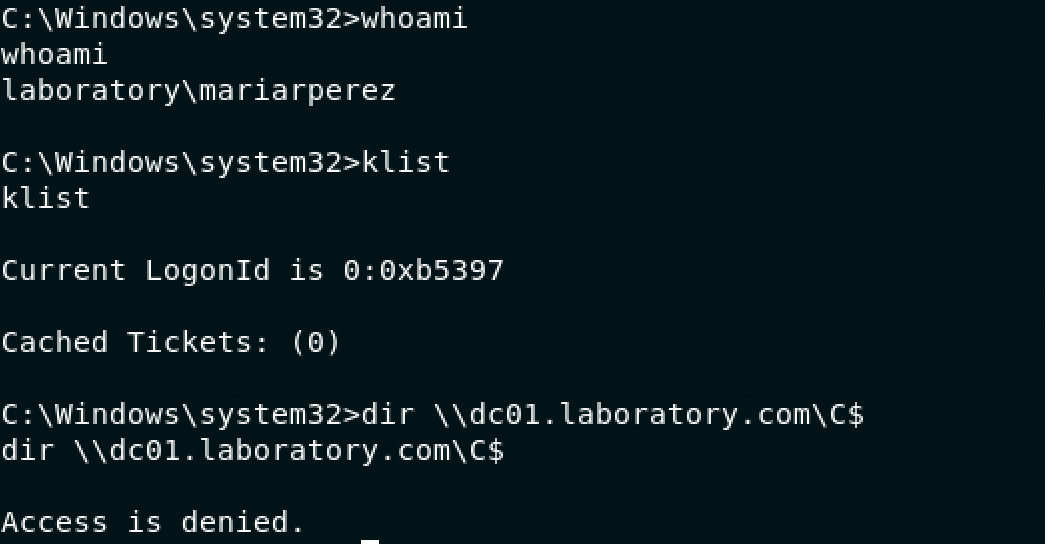 C:\Windows\system32>whoami
whoami
laboratory\mariarperez
C:\Windows\system32>klist
klist
Current LogonId is 0:0xb5397
Cached Tickets: (0)
C:\Windows\system32>dir \\dc01.laboratory.com\C$
dir \\dc01.laboratory.com\C$
Access is denied.